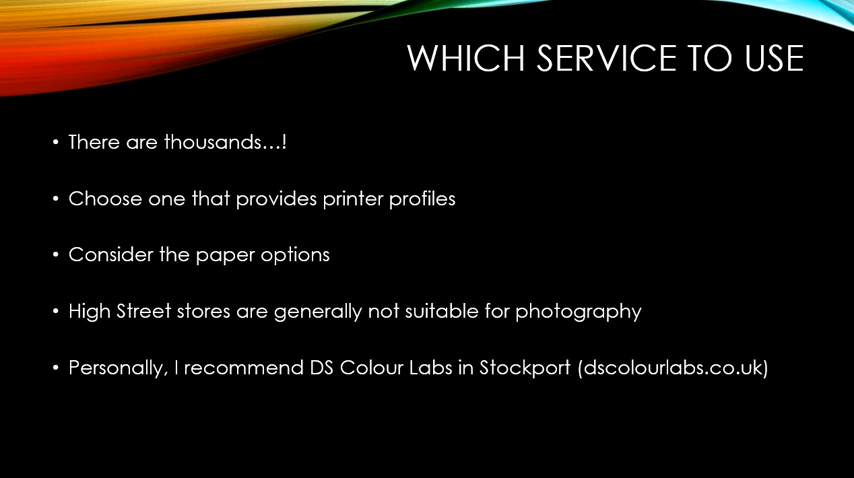 WHICH SERVICE TO USE
• There are thousands…!
• Choose one that provides printer profiles
• Consider the paper options
• High Street stores are generally not suitable for photography
• Personally, I recommend DS Colour Labs in Stockport (dscolourlabs.co.uk)